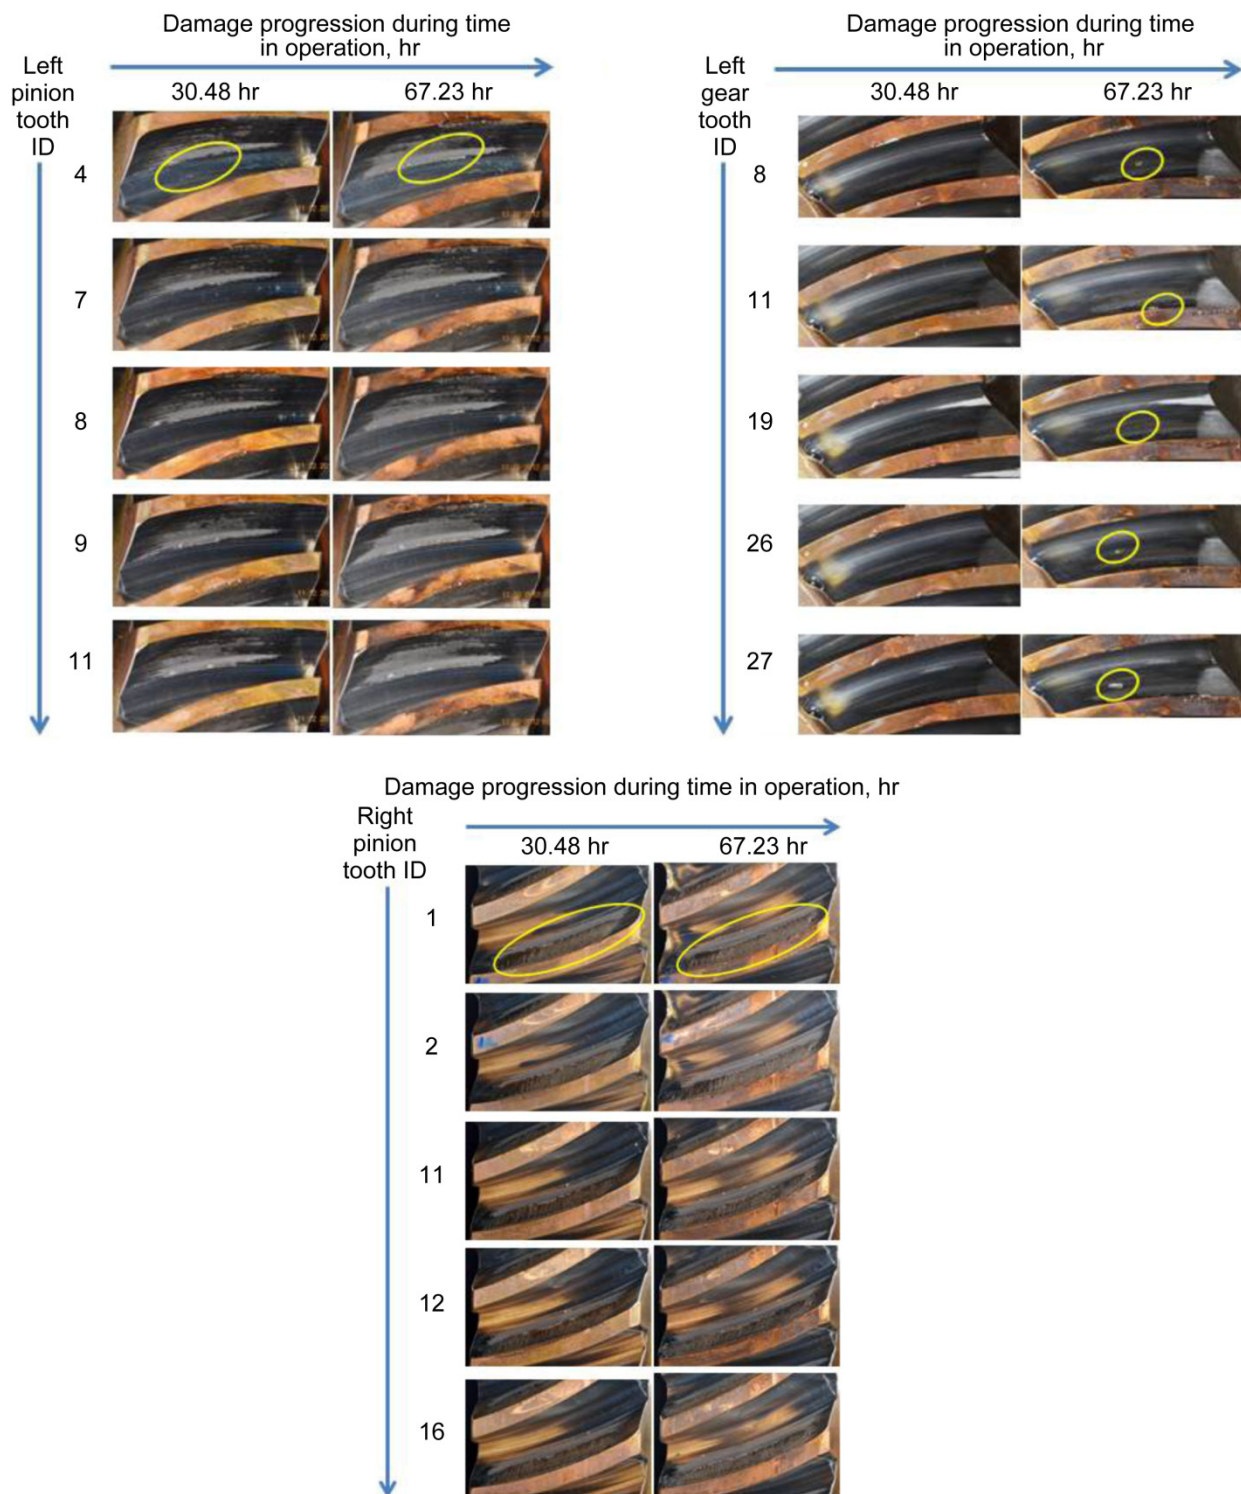 Damage progression during time
in operation, hr
Left
pinion
tooth
ID
30.48 hr
67.23 hr
4
7
8
9
11
Damage progression during time
in operation, hr
Left
gear
tooth
ID
30.48 hr
67.23 hr
8
11
19
26
27
Damage progression during time in operation, hr
Right
pinion
tooth ID
30.48 hr
67.23 hr
1
2
11
12
16